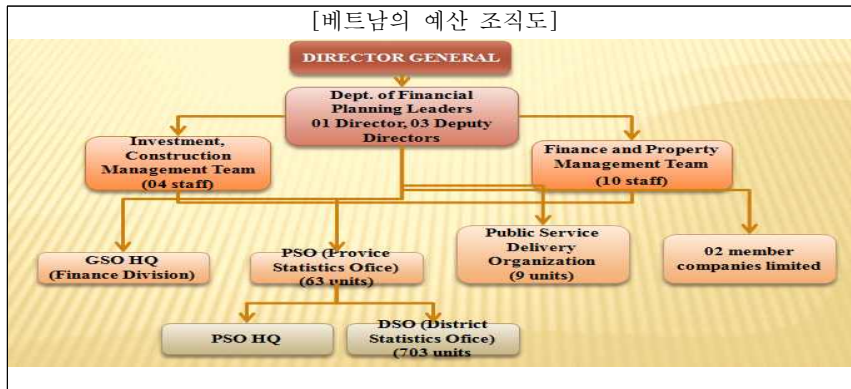 [베트남의 예산 조직도]
DIRECTOR GENERAL
Dept. of Financial
Planning Leaders
01 Director, 03 Deputy
Directors
Investment,
Construction
Management Team
(04 staff)
Finance and Property
Management Team
(10 staff)
GSO HQ
(Finance Division)
PSO (Provice
Statistics Ofice)
(63 units)
Public Service
Delivery
Organization
(9 units)
02 member
companies limited
PSO HQ
DSO (District
Statistics Ofice)
(703 units